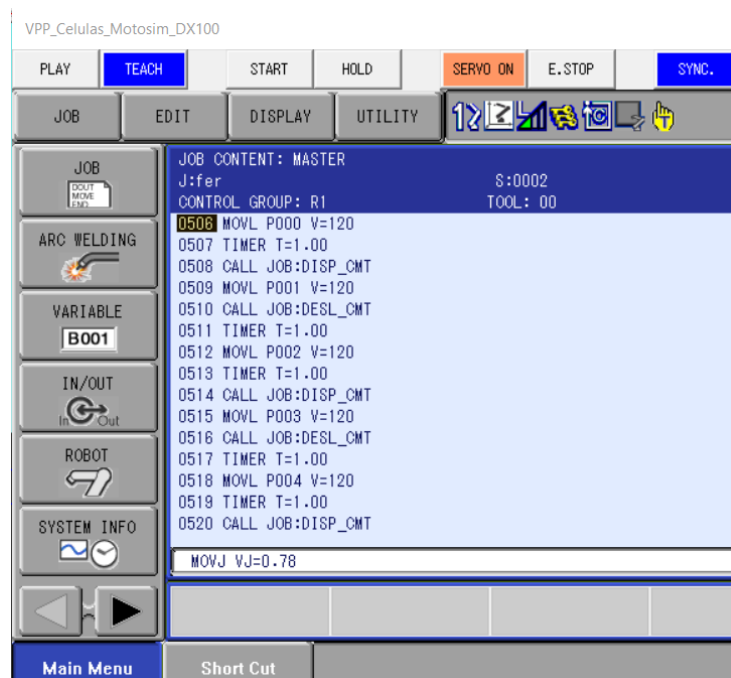 VPP_Celulas_Motosim_DX100
PLAY TEACH START HOLD SERVO ON E.STOP SYNC.
JOB EDIT DISPLAY UTILITY
JOB
DOUT
MOVE
END
ARC WELDING
VARIABLE
B001
IN/OUT
In Out
ROBOT
SYSTEM INFO
JOB CONTENT: MASTER
J:fer S:0002
CONTROL GROUP: R1 TOOL: 00
0506 MOVL P000 V=120
0507 TIMER T=1.00
0508 CALL JOB:DISP_CMT
0509 MOVL P001 V=120
0510 CALL JOB:DESL_CMT
0511 TIMER T=1.00
0512 MOVL P002 V=120
0513 TIMER T=1.00
0514 CALL JOB:DISP_CMT
0515 MOVL P003 V=120
0516 CALL JOB:DESL_CMT
0517 TIMER T=1.00
0518 MOVL P004 V=120
0519 TIMER T=1.00
0520 CALL JOB:DISP_CMT
MOVJ VJ=0.78
Main Menu Short Cut